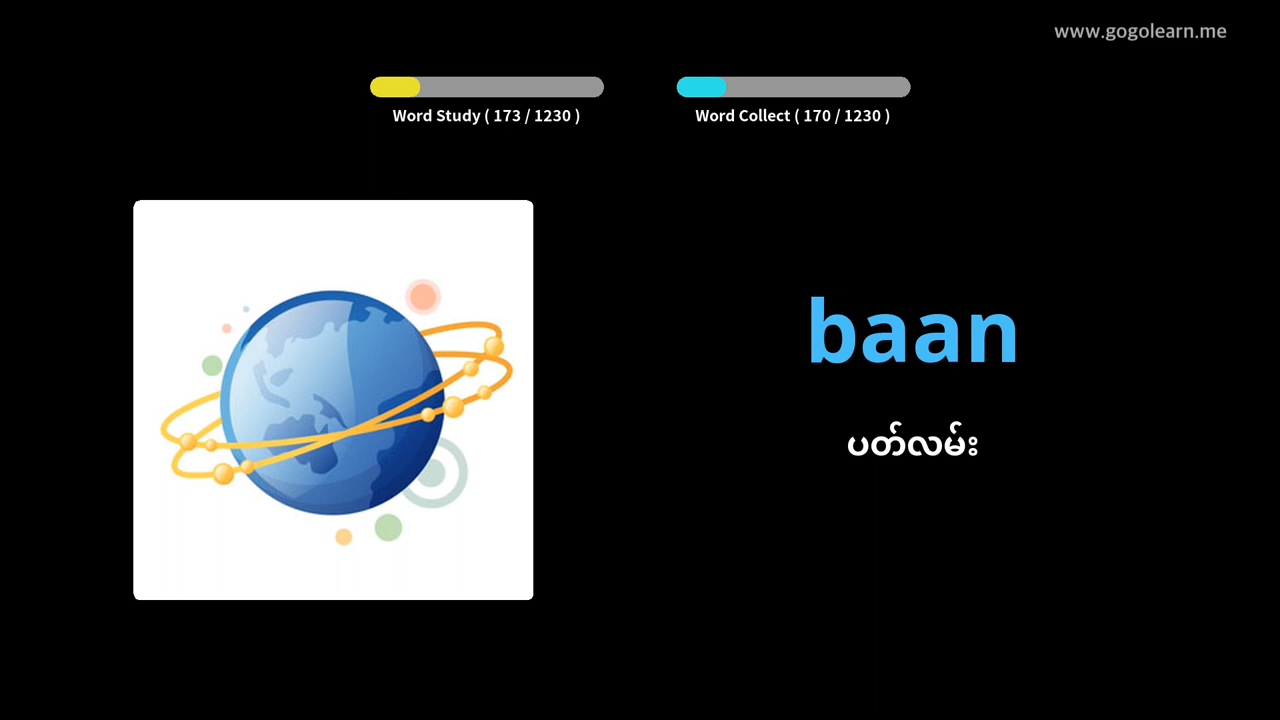 www.gogolearn.me
Word Study ( 173 / 1230 )
Word Collect ( 170 / 1230 )
baan
ပတ်လမ်း